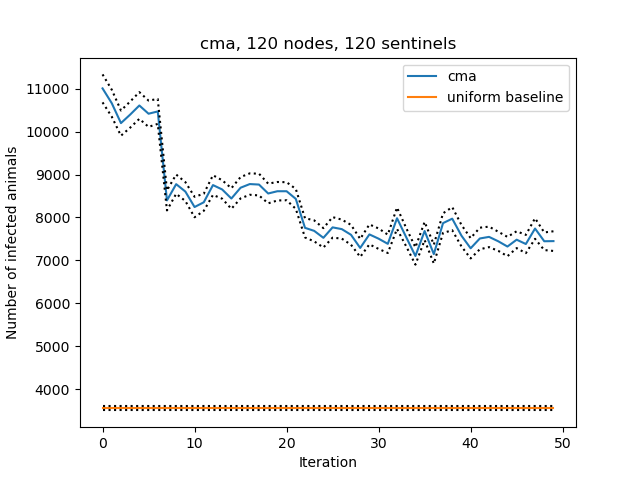 cma, 120 nodes, 120 sentinels
cma
uniform baseline
Number of infected animals
11000
10000
9000
8000
7000
6000
5000
4000
0 10 20 30 40 50
Iteration